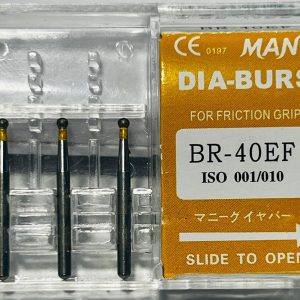 CE 0197 MAN
DIA-BURS
FOR FRICTION GRIP
BR-40EF
ISO 001/010
マニーダイヤバー
SLIDE TO OPEN